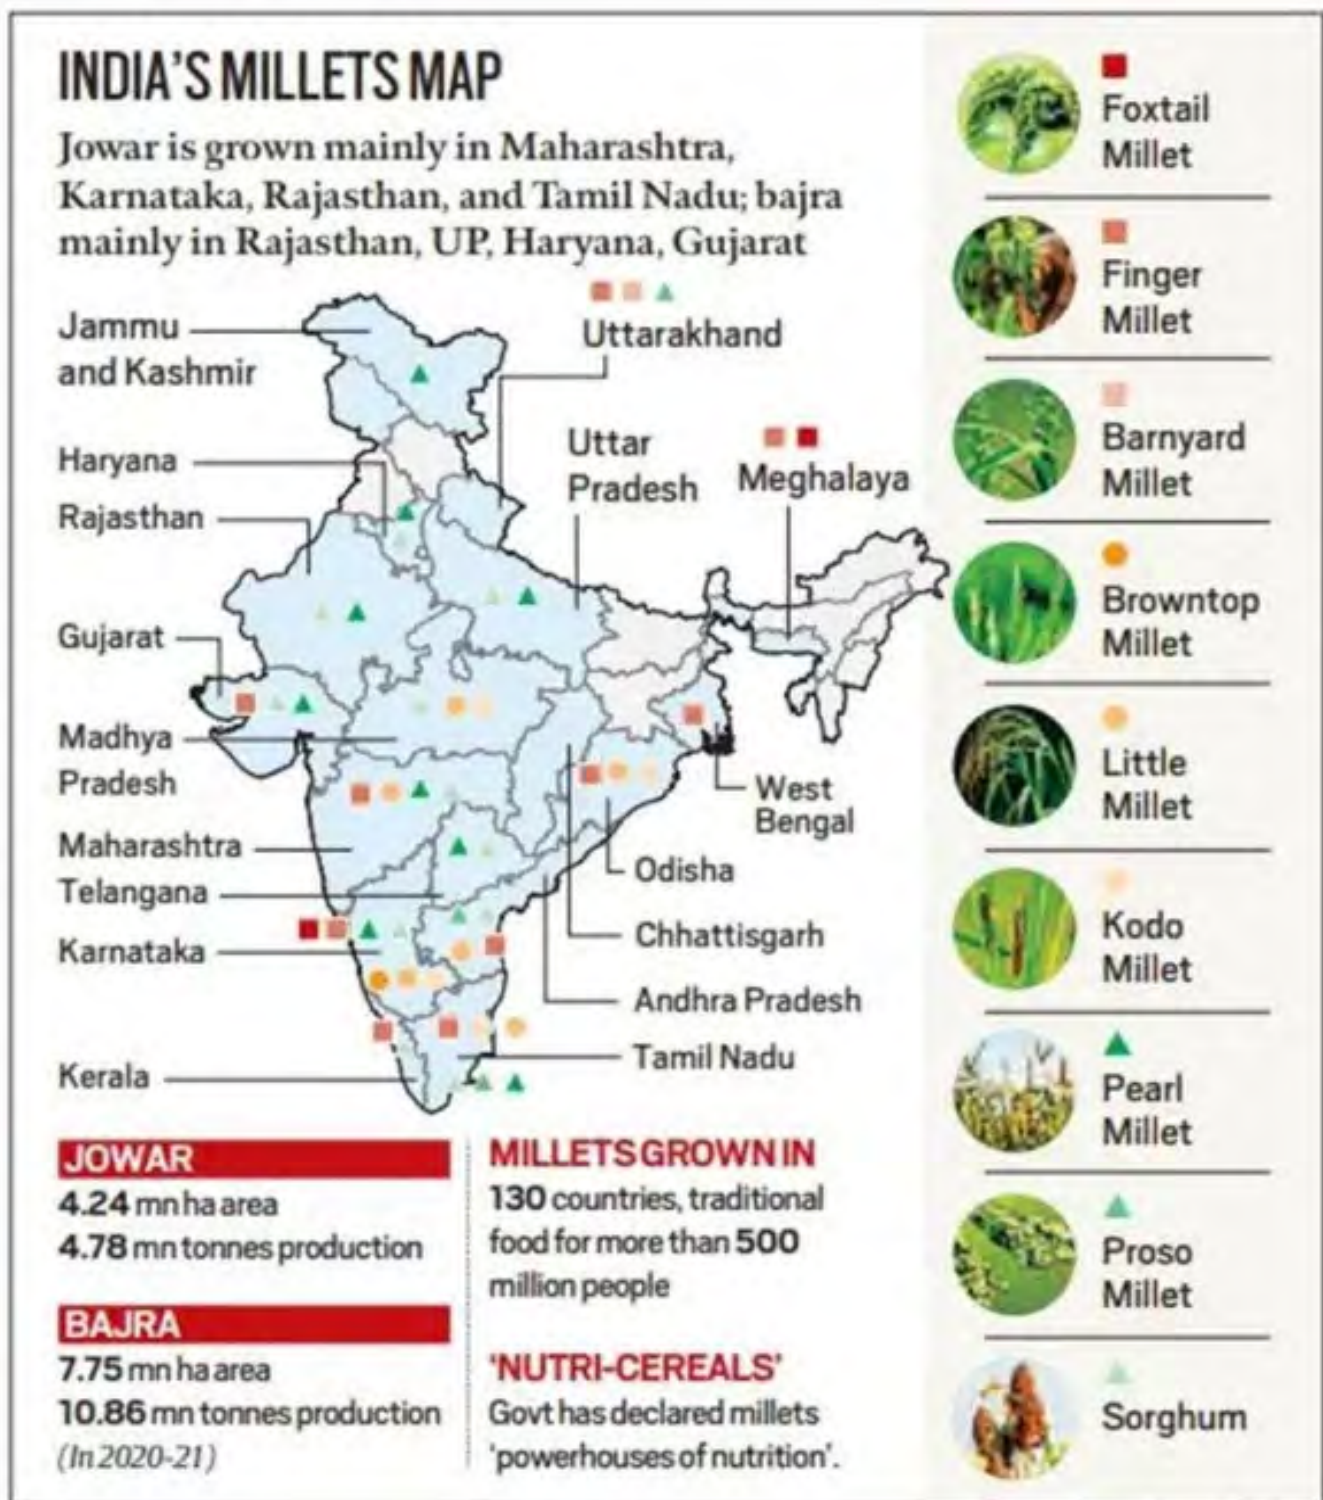 INDIA'S MILLETS MAP
Jowar is grown mainly in Maharashtra,
Karnataka, Rajasthan, and Tamil Nadu; bajra
mainly in Rajasthan, UP, Haryana, Gujarat
Jammu
and Kashmir
Uttarakhand
Haryana
Uttar
Pradesh
Meghalaya
Rajasthan
Gujarat
Madhya
Pradesh
West
Bengal
Maharashtra
Odisha
Telangana
Chhattisgarh
Karnataka
Andhra Pradesh
Tamil Nadu
Kerala
JOWAR
4.24 mn ha area
4.78 mn tonnes production
BAJRA
7.75 mn ha area
10.86 mn tonnes production
(In 2020-21)
MILLETS GROWN IN
130 countries, traditional
food for more than 500
million people
'NUTRI-CEREALS'
Govt has declared millets
'powerhouses of nutrition'.
Foxtail
Millet
Finger
Millet
Barnyard
Millet
Browntop
Millet
Little
Millet
Kodo
Millet
Pearl
Millet
Proso
Millet
Sorghum